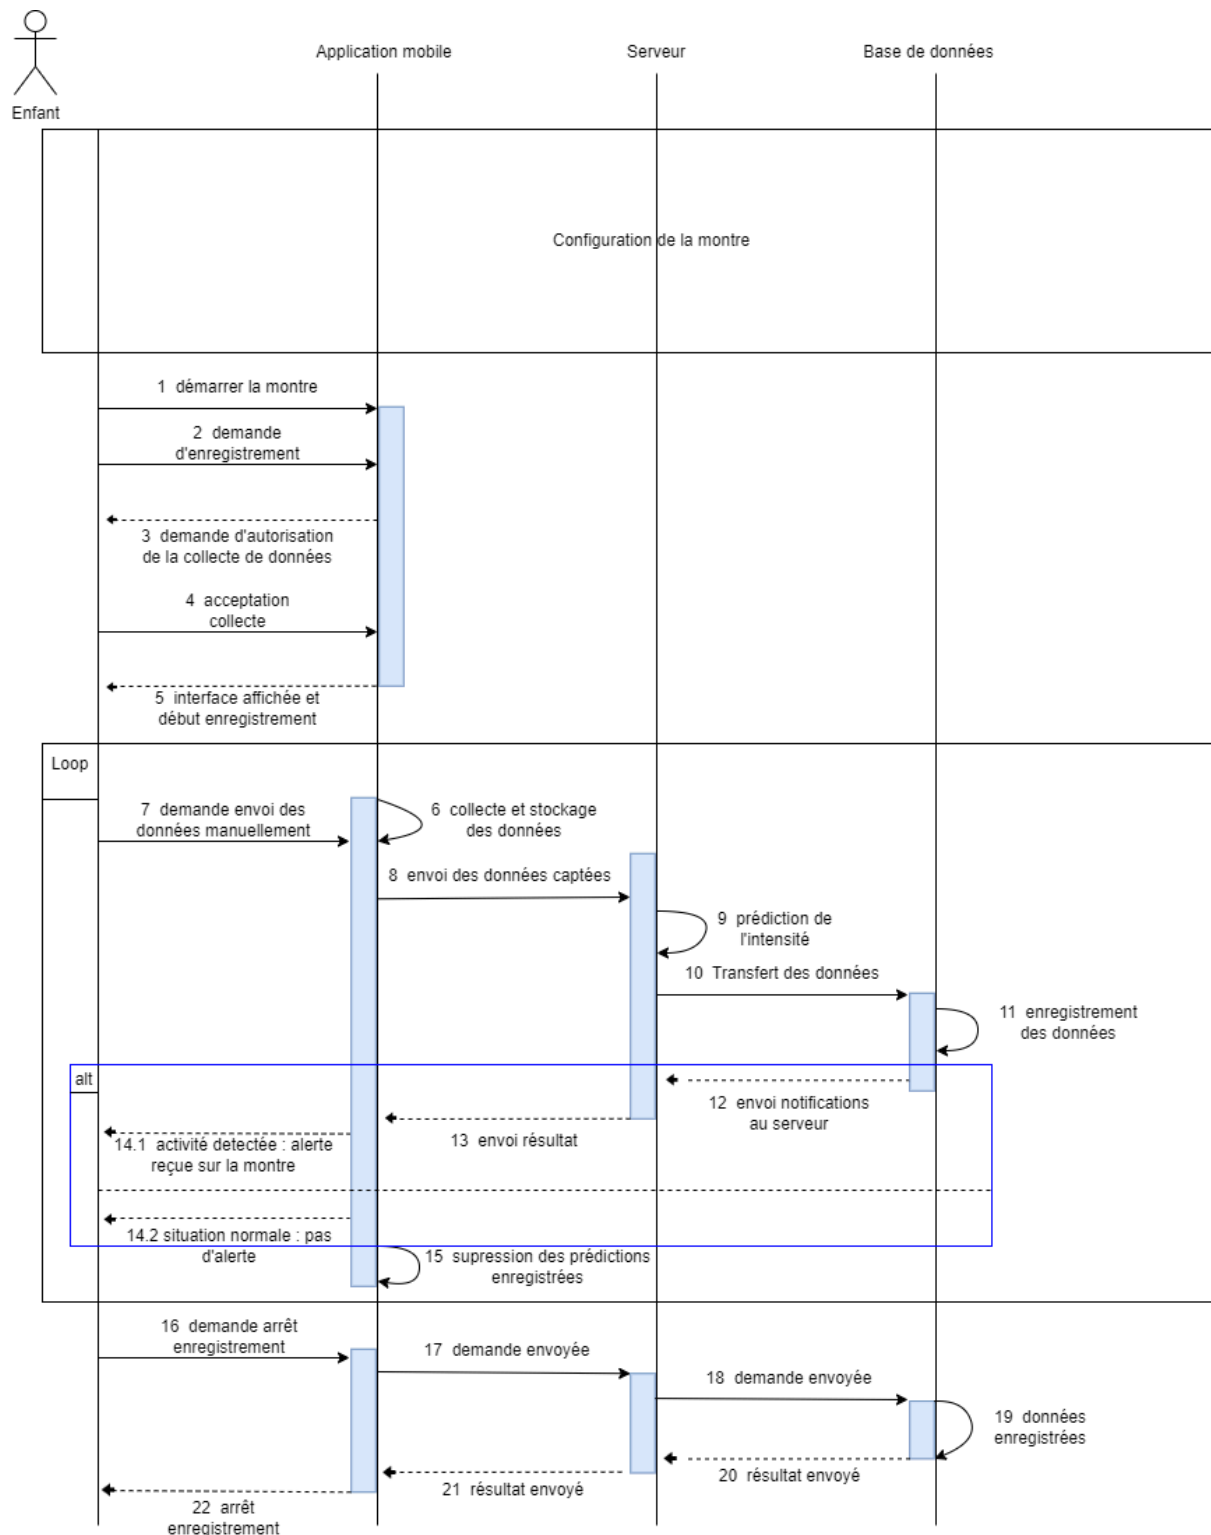 Application mobile
Serveur
Base de données
Enfant
Configuration de la montre
1 démarrer la montre
2 demande
d'enregistrement
3 demande d'autorisation
de la collecte de données
4 acceptation
collecte
5 interface affichée et
début enregistrement
Loop
7 demande envoi des
données manuellement
6 collecte et stockage
des données
8 envoi des données captées
9 prédiction de
l'intensité
10 Transfert des données
11 enregistrement
des données
alt
12 envoi notifications
au serveur
13 envoi résultat
14.1 activité detectée : alerte
reçue sur la montre
14.2 situation normale : pas
d'alerte
15 supression des prédictions
enregistrées
16 demande arrêt
enregistrement
17 demande envoyée
18 demande envoyée
19 données
enregistrées
20 résultat envoyé
21 résultat envoyé
22 arrêt
enregistrement